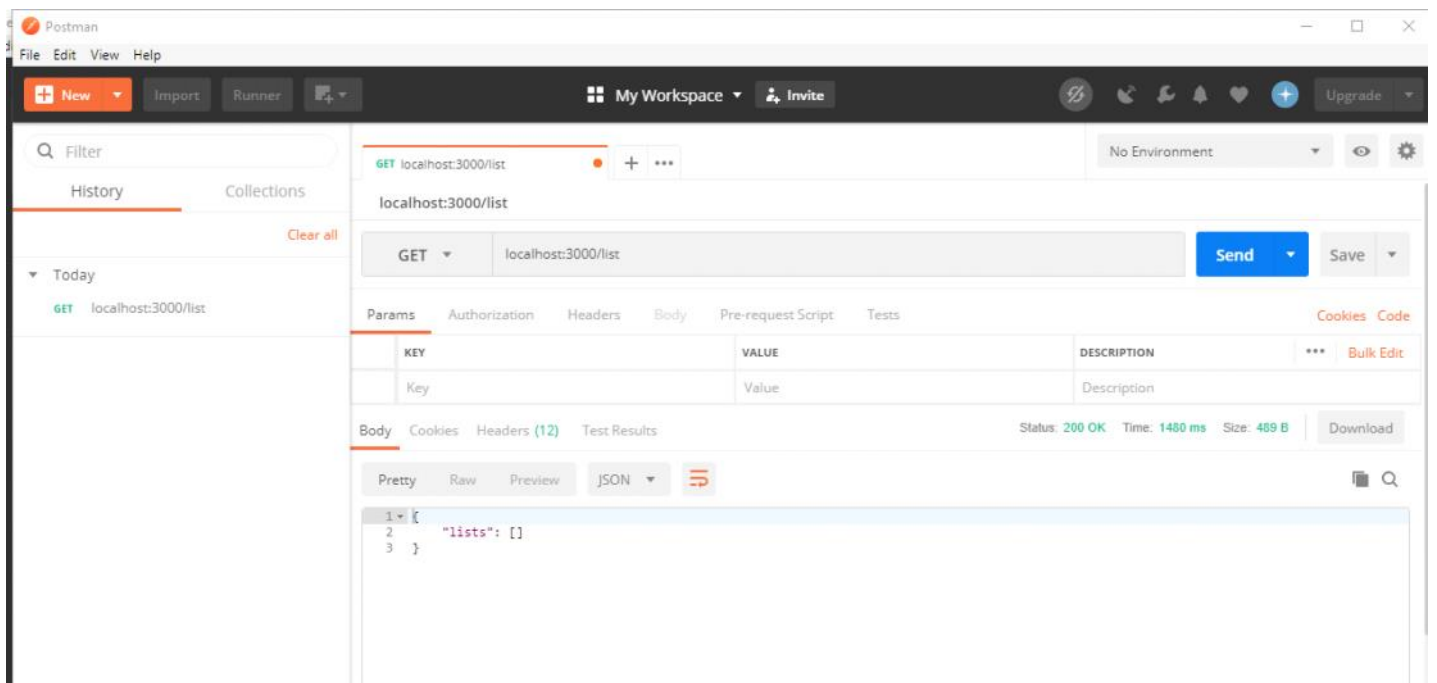 Postman
File Edit View Help
New Import Runner My Workspace Invite Upgrade
Filter
History Collections
Clear all
Today
GET localhost:3000/list
GET localhost:3000/list
No Environment
localhost:3000/list
GET localhost:3000/list Send Save
Params Authorization Headers Body Pre-request Script Tests Cookies Code
KEY VALUE DESCRIPTION Bulk Edit
Key Value Description
Body Cookies Headers (12) Test Results Status: 200 OK Time: 1480 ms Size: 489 B Download
Pretty Raw Preview JSON
1 {
2 "lists": []
3 }